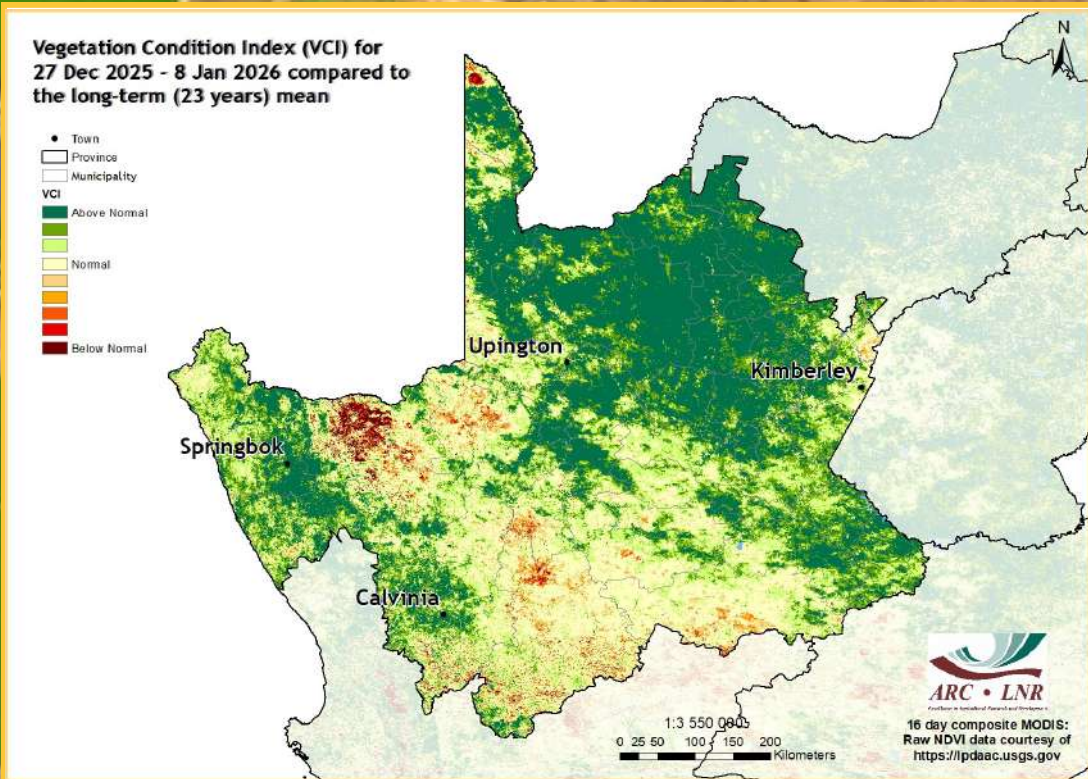 Vegetation Condition Index (VCI) for
27 Dec 2025 - 8 Jan 2026 compared to
the long-term (23 years) mean
N
Town
Province
Municipality
VCI
Above Normal
Normal
Below Normal
Upington
Kimberley
Springbok
Calvinia
ARC • LNR
1:3 550 000
0 25 50 100 150 200
Kilometers
16 day composite MODIS:
Raw NDVI data courtesy of
https://lpdaac.usgs.gov